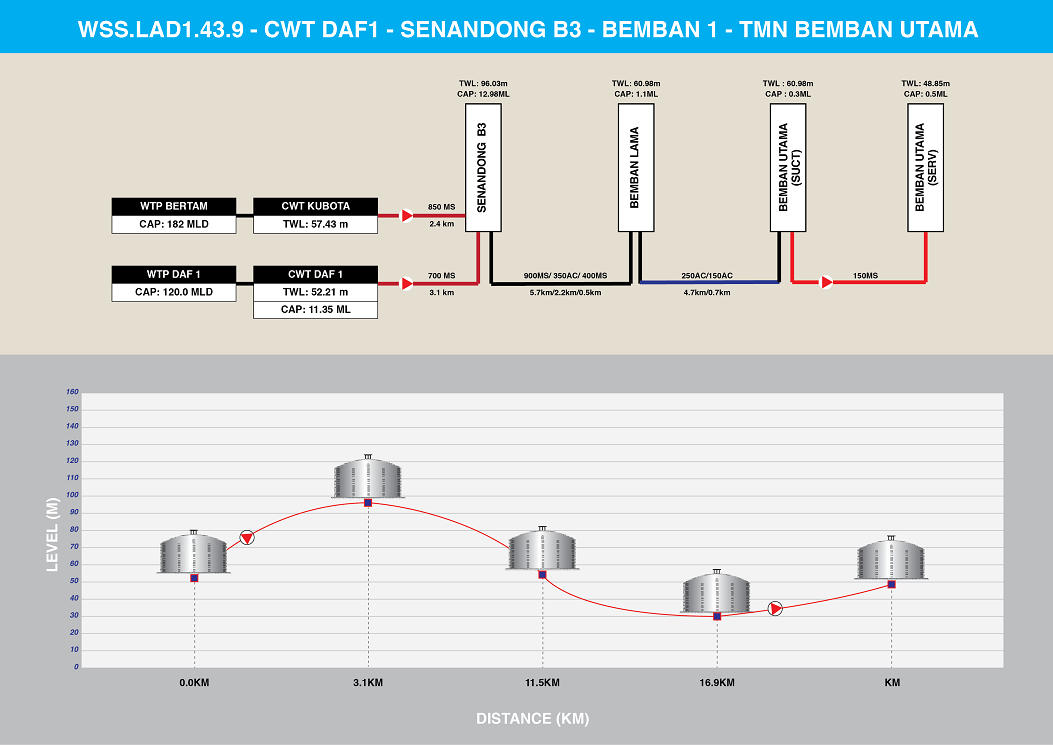 WSS.LAD1.43.9 - CWT DAF1 - SENANDONG B3 - BEMBAN 1 - TMN BEMBAN UTAMA
TWL: 96.03m
CAP: 12.98ML
TWL: 60.98m
CAP: 1.1ML
TWL : 60.98m
CAP : 0.3ML
TWL: 48.85m
CAP: 0.5ML
SENANDONG B3
BEMBAN LAMA
BEMBAN UTAMA
(SUCT)
BEMBAN UTAMA
(SERV)
WTP BERTAM
CAP: 182 MLD
CWT KUBOTA
TWL: 57.43 m
850 MS
2.4 km
WTP DAF 1
CAP: 120.0 MLD
CWT DAF 1
TWL: 52.21 m
CAP: 11.35 ML
700 MS
3.1 km
900MS/ 350AC/ 400MS
5.7km/2.2km/0.5km
250AC/150AC
4.7km/0.7km
150MS
LEVEL (M)
160
150
140
130
120
110
100
90
80
70
60
50
40
30
20
10
0
0.0KM
3.1KM
11.5KM
16.9KM
KM
DISTANCE (KM)